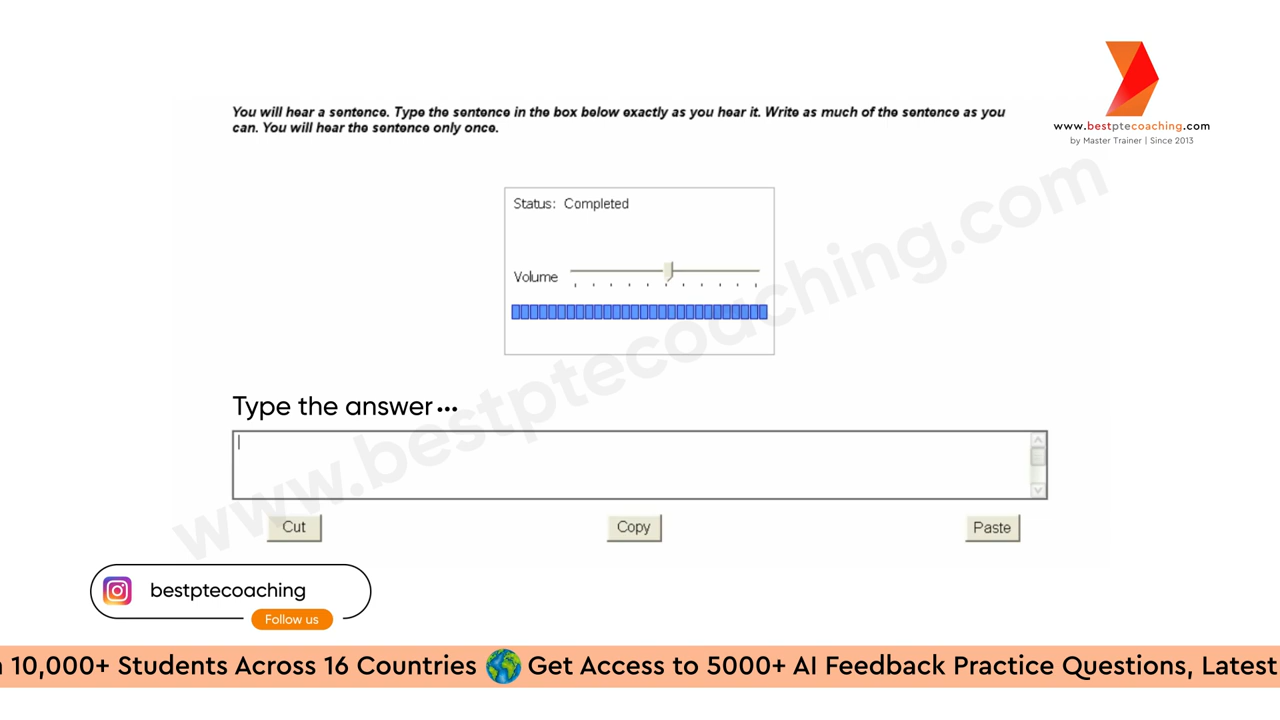 You will hear a sentence. Type the sentence in the box below exactly as you hear it. Write as much of the sentence as you
can. You will hear the sentence only once.
www.bestptecoaching.com
by Master Trainer | Since 2013
Status: Completed
Volume
www.bestptecoaching.com
Type the answer...
Cut
Copy
Paste
bestptecoaching
Follow us
10,000+ Students Across 16 Countries 🌏 Get Access to 5000+ AI Feedback Practice Questions, Latest